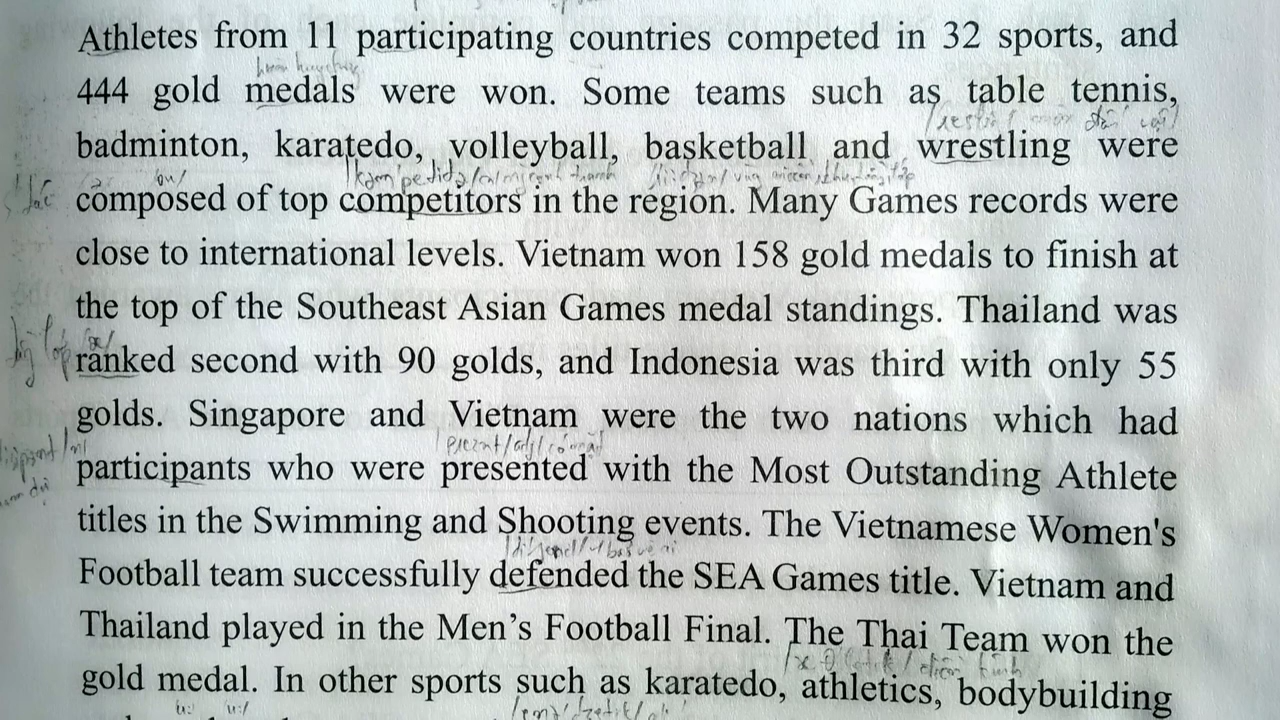 Athletes from 11 participating countries competed in 32 sports, and
444 gold medals were won. Some teams such as table tennis,
badminton, karatedo, volleyball, basketball and wrestling were
composed of top competitors in the region. Many Games records were
close to international levels. Vietnam won 158 gold medals to finish at
the top of the Southeast Asian Games medal standings. Thailand was
ranked second with 90 golds, and Indonesia was third with only 55
golds. Singapore and Vietnam were the two nations which had
participants who were presented with the Most Outstanding Athlete
titles in the Swimming and Shooting events. The Vietnamese Women's
Football team successfully defended the SEA Games title. Vietnam and
Thailand played in the Men’s Football Final. The Thai Team won the
gold medal. In other sports such as karatedo, athletics, bodybuilding